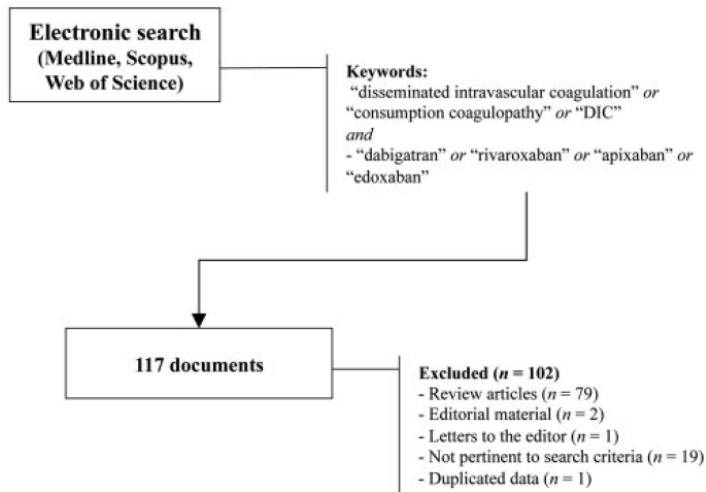 Electronic search
(Medline, Scopus,
Web of Science)
Keywords:
“disseminated intravascular coagulation” or
“consumption coagulopathy” or “DIC”
and
- “dabigatran” or “rivaroxaban” or “apixaban” or
“edoxaban”
117 documents
Excluded (n = 102)
- Review articles (n = 79)
- Editorial material (n = 2)
- Letters to the editor (n = 1)
- Not pertinent to search criteria (n = 19)
- Duplicated data (n = 1)